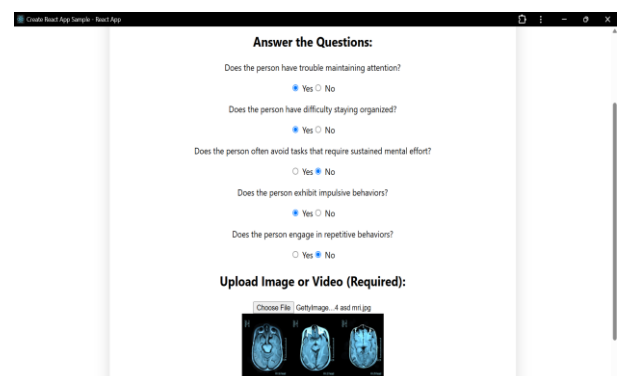 Create React App Sample - React App
Answer the Questions:
Does the person have trouble maintaining attention?
Yes No
Does the person have difficulty staying organized?
Yes No
Does the person often avoid tasks that require sustained mental effort?
Yes No
Does the person exhibit impulsive behaviors?
Yes No
Does the person engage in repetitive behaviors?
Yes No
Upload Image or Video (Required):
Choose File GettyImage...4 asd mri.jpg
H H H